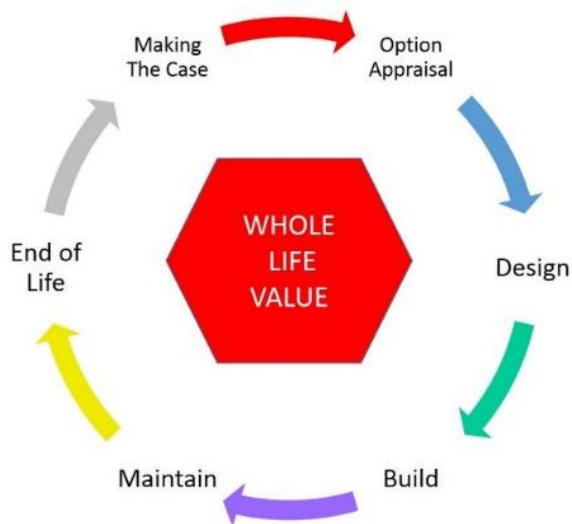 Making
The Case
Option
Appraisal
WHOLE
LIFE
VALUE
End of
Life
Design
Maintain
Build